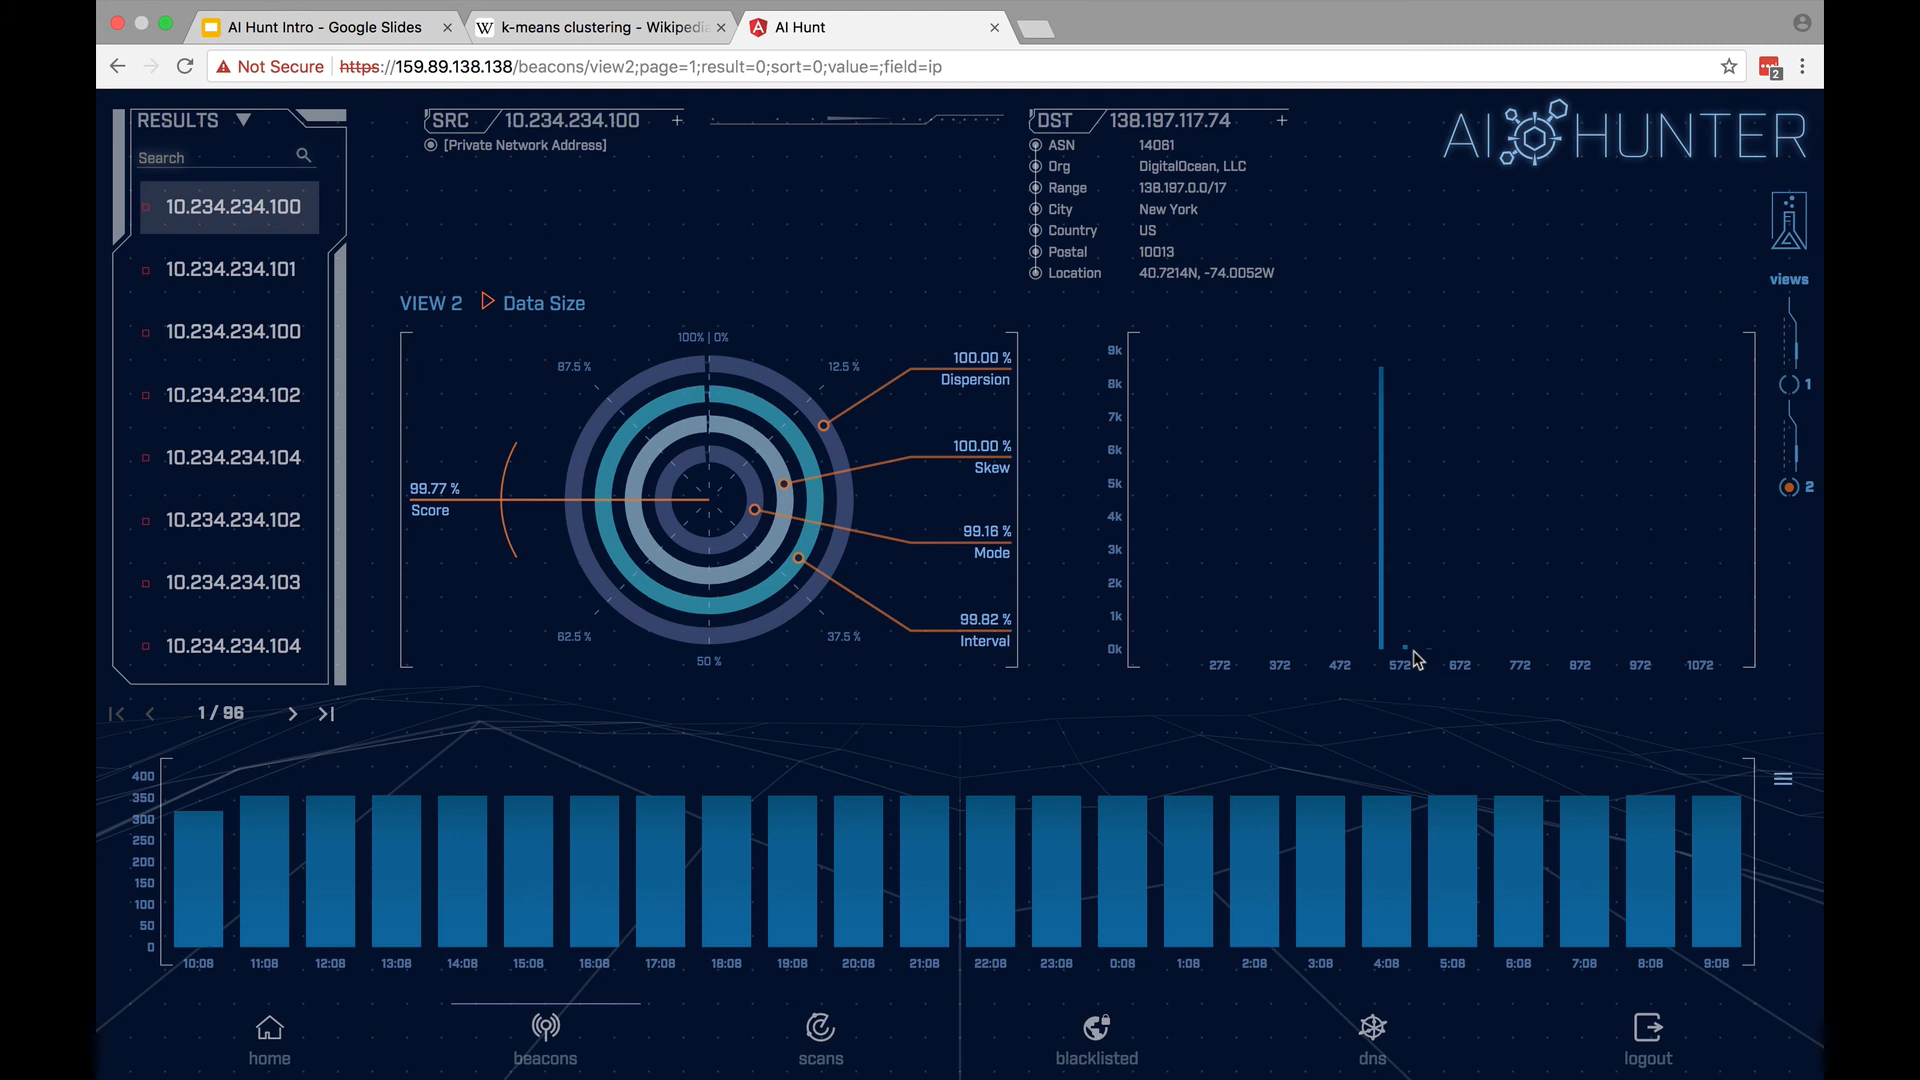 AI Hunt Intro - Google Slides
k-means clustering - Wikipedia
AI Hunt
Not Secure https://159.89.138.138/beacons/view2;page=1;result=0;sort=0;value=;field=ip
2
RESULTS
Search
10.234.234.100
10.234.234.101
10.234.234.100
10.234.234.102
10.234.234.104
10.234.234.102
10.234.234.103
10.234.234.104
1 / 96
SRC 10.234.234.100 +
[Private Network Address]
DST 138.197.117.74 +
ASN 14061
Org DigitalOcean, LLC
Range 138.197.0.0/17
City New York
Country US
Postal 10013
Location 40.7214N, -74.0052W
AI HUNTER
views
1
2
VIEW 2 Data Size
100% | 0%
87.5 %
12.5 %
62.5 %
37.5 %
50 %
99.77 %
Score
100.00 %
Dispersion
100.00 %
Skew
99.16 %
Mode
99.82 %
Interval
9k
8k
7k
6k
5k
4k
3k
2k
1k
0k
272 372 472 572 672 772 872 972 1072
400
350
300
250
200
150
100
50
0
10:08 11:08 12:08 13:08 14:08 15:08 16:08 17:08 18:08 19:08 20:08 21:08 22:08 23:08 0:08 1:08 2:08 3:08 4:08 5:08 6:08 7:08 8:08 9:08
home beacons scans blacklisted dns logout